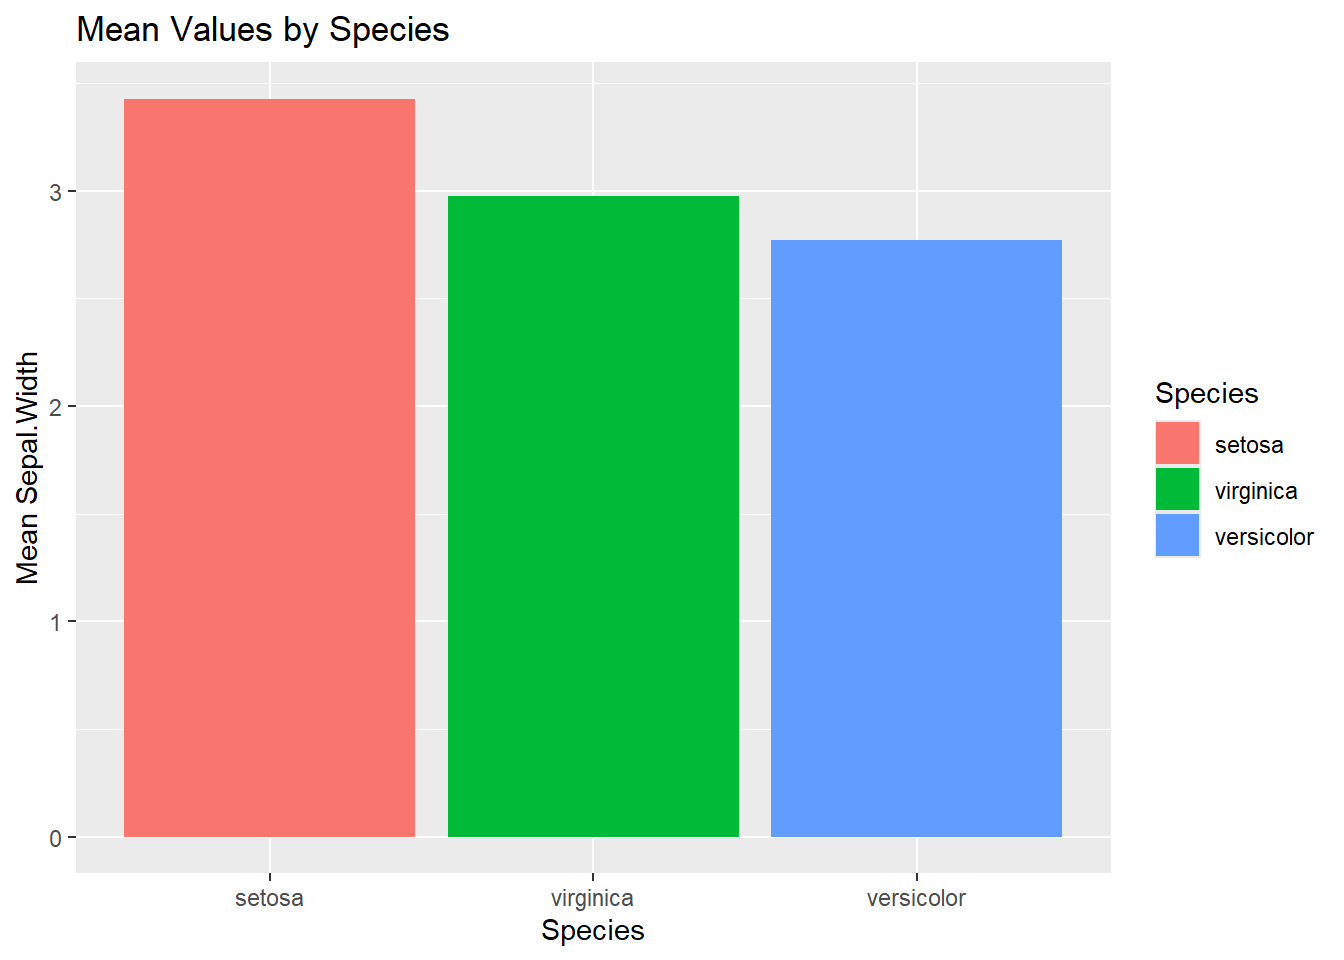 Mean Values by Species
Mean Sepal.Width
3
2
1
0
setosa
virginica
versicolor
Species
Species
setosa
virginica
versicolor